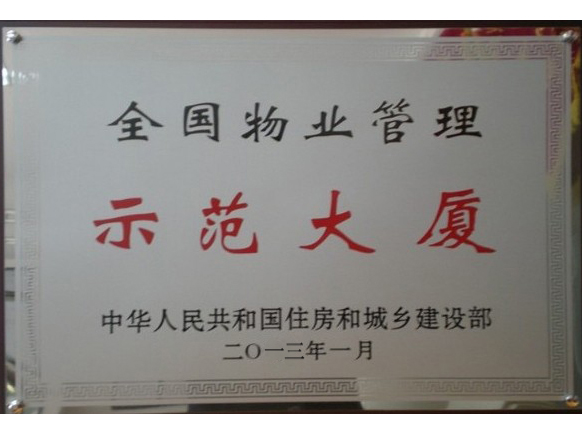 全国物业管理
示范大厦
中华人民共和国住房和城乡建设部
二〇一三年一月